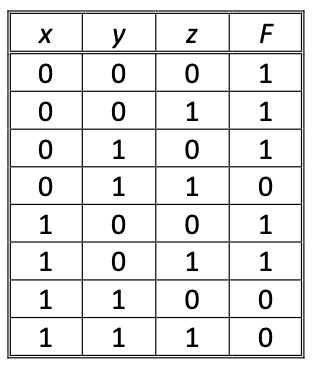 x y z F
0 0 0 1
0 0 1 1
0 1 0 1
0 1 1 0
1 0 0 1
1 0 1 1
1 1 0 0
1 1 1 0